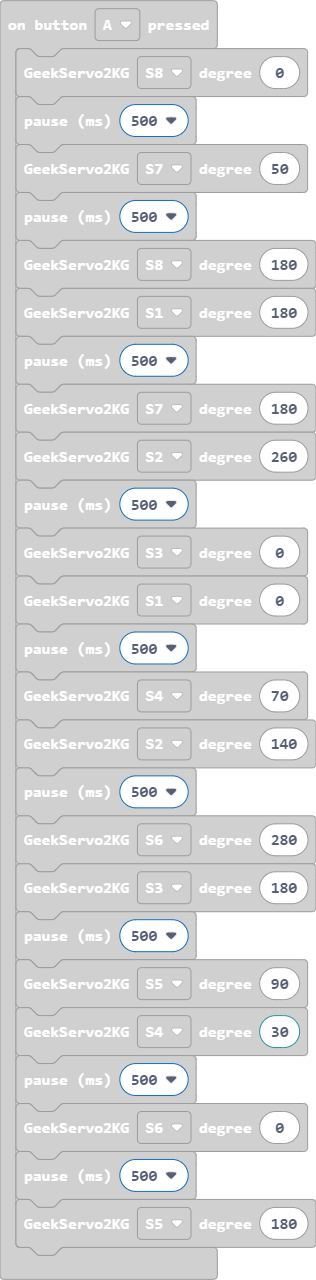 on button A pressed
GeekServo2KG S8 degree 0
pause (ms) 500
GeekServo2KG S7 degree 50
pause (ms) 500
GeekServo2KG S8 degree 180
GeekServo2KG S1 degree 180
pause (ms) 500
GeekServo2KG S7 degree 180
GeekServo2KG S2 degree 260
pause (ms) 500
GeekServo2KG S3 degree 0
GeekServo2KG S1 degree 0
pause (ms) 500
GeekServo2KG S4 degree 70
GeekServo2KG S2 degree 140
pause (ms) 500
GeekServo2KG S6 degree 280
GeekServo2KG S3 degree 180
pause (ms) 500
GeekServo2KG S5 degree 90
GeekServo2KG S4 degree 30
pause (ms) 500
GeekServo2KG S6 degree 0
pause (ms) 500
GeekServo2KG S5 degree 180